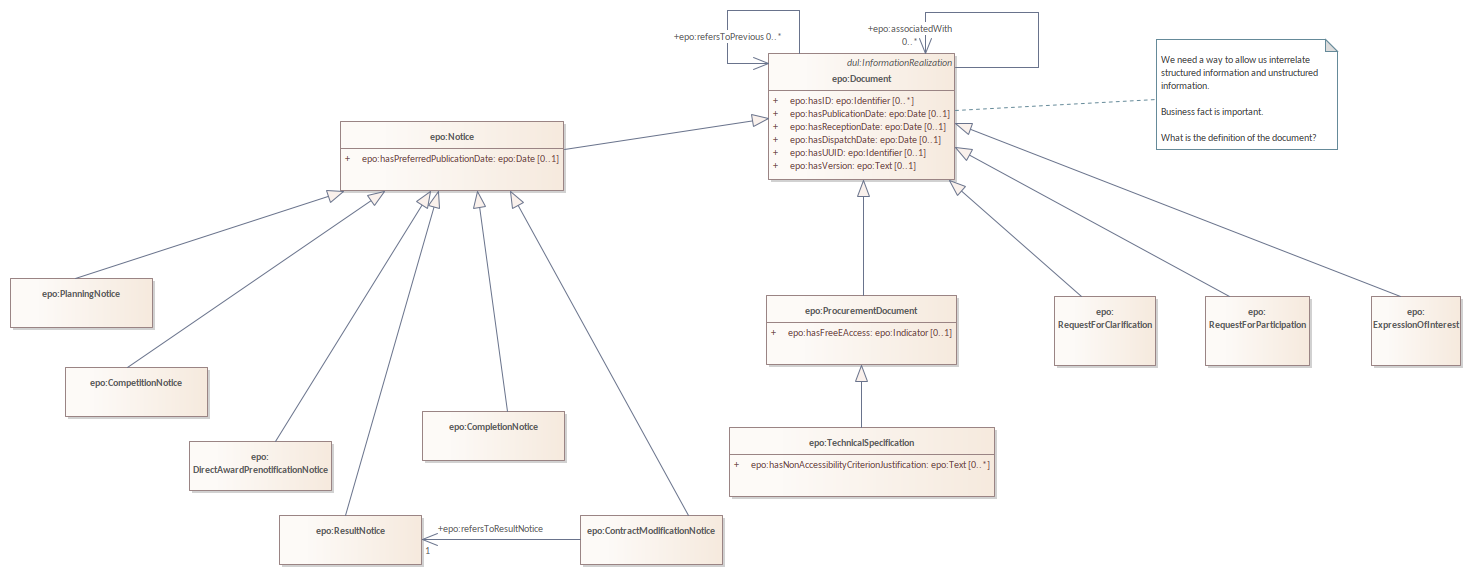 +epo:refersToPrevious 0..*
+epo:associatedWith
0..*
dul:InformationRealization
epo:Document
+ epo:hasID: epo:Identifier [0..*]
+ epo:hasPublicationDate: epo:Date [0..1]
+ epo:hasReceptionDate: epo:Date [0..1]
+ epo:hasDispatchDate: epo:Date [0..1]
+ epo:hasUUID: epo:Identifier [0..1]
+ epo:hasVersion: epo:Text [0..1]
We need a way to allow us interrelate
structured information and unstructured
information.
Business fact is important.
What is the definition of the document?
epo:Notice
+ epo:hasPreferredPublicationDate: epo:Date [0..1]
epo:PlanningNotice
epo:CompetitionNotice
epo:
DirectAwardPrenotificationNotice
epo:CompletionNotice
epo:ResultNotice
+epo:refersToResultNotice
1
epo:ContractModificationNotice
epo:ProcurementDocument
+ epo:hasFreeEAccess: epo:Indicator [0..1]
epo:TechnicalSpecification
+ epo:hasNonAccessibilityCriterionJustification: epo:Text [0..*]
epo:
RequestForClarification
epo:
RequestForParticipation
epo:
ExpressionOfInterest